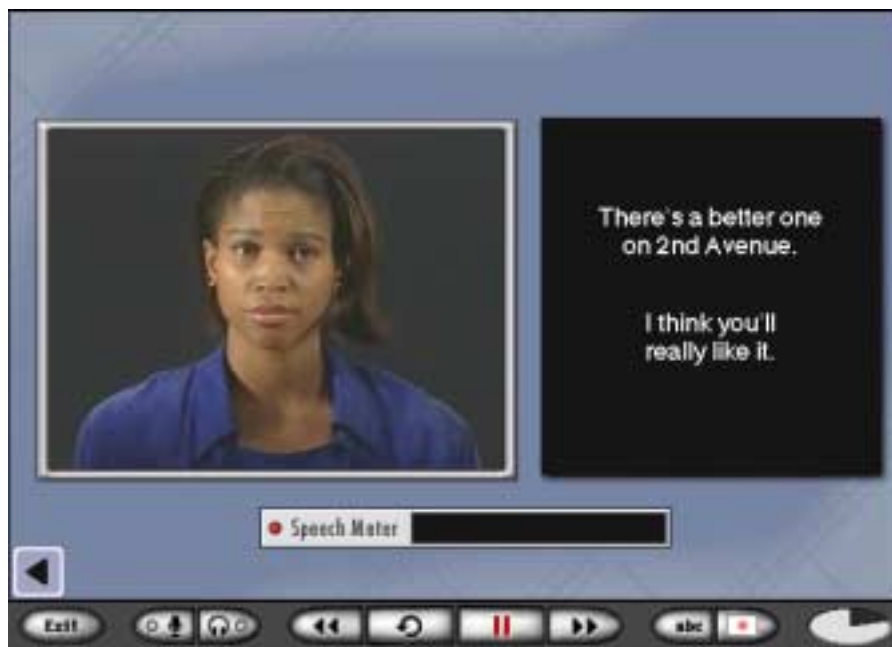 There's a better one
on 2nd Avenue.
I think you'll
really like it.
Speech Meter
Exit
abc